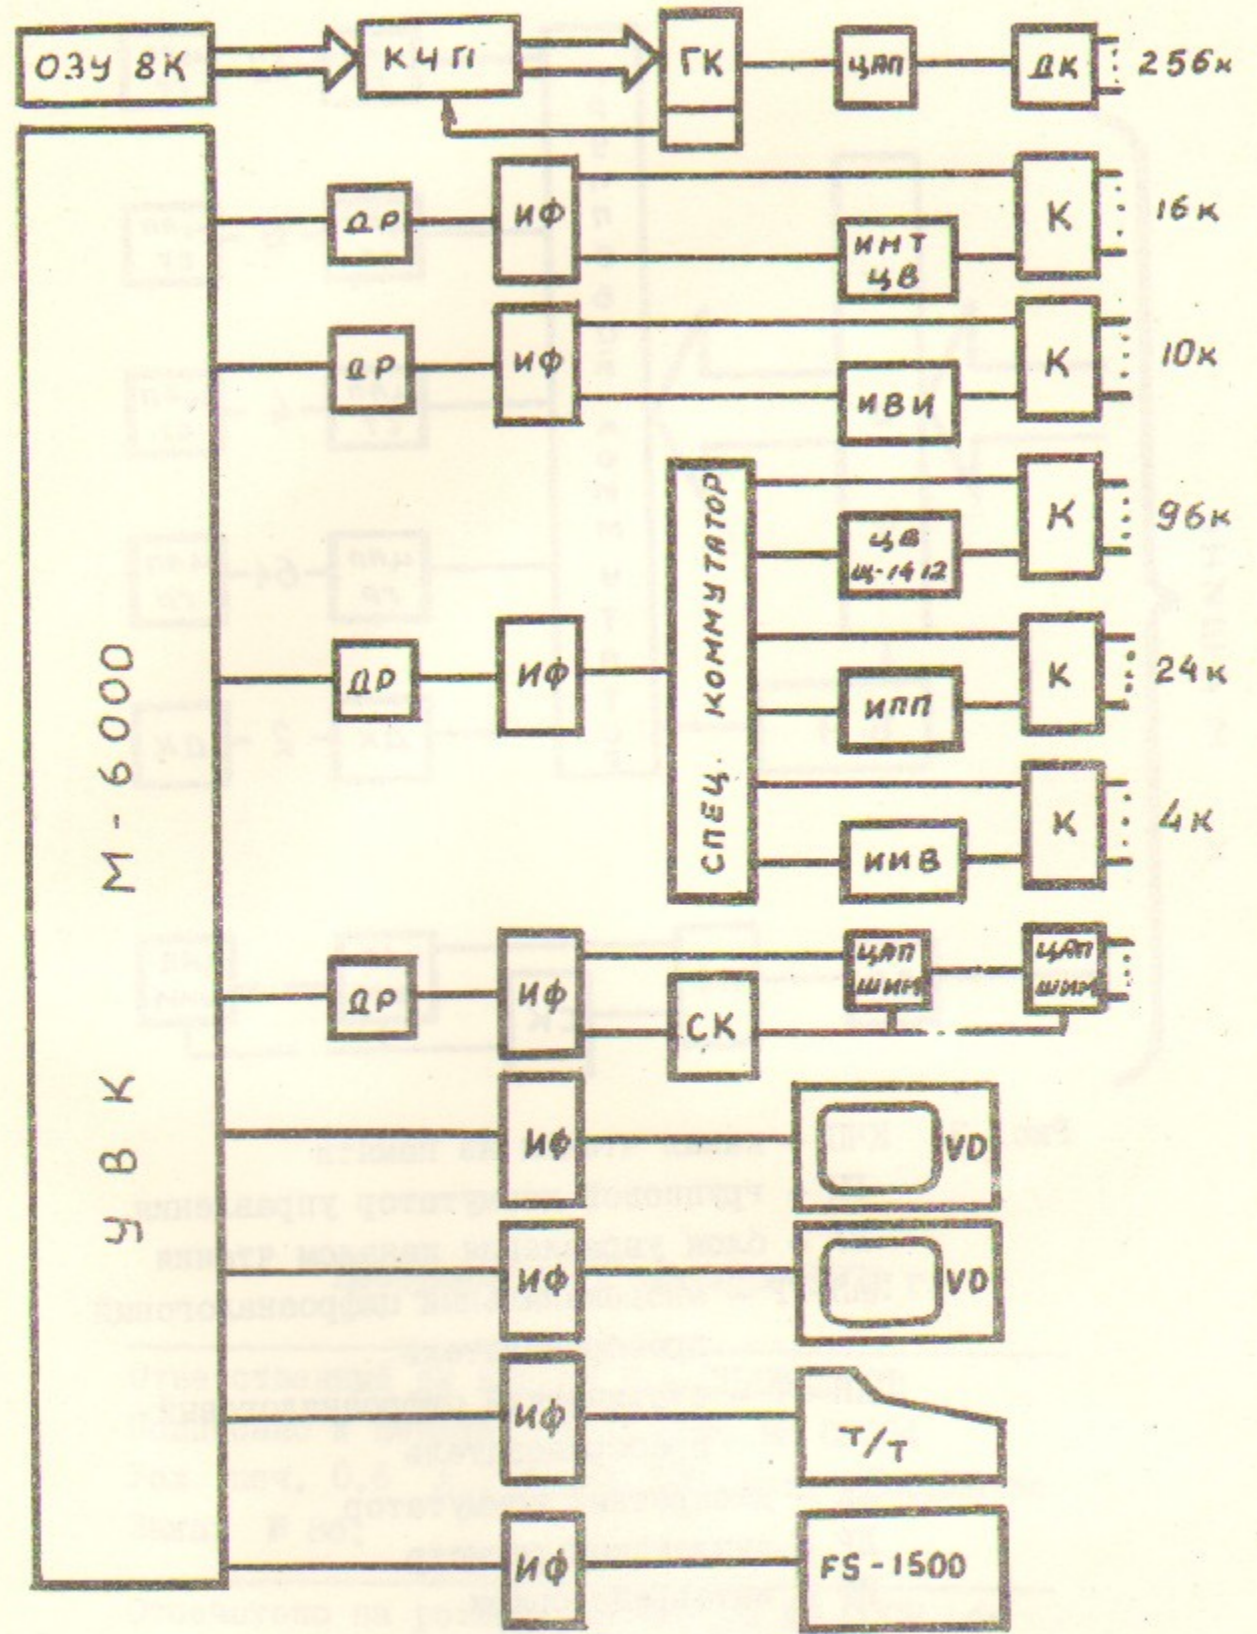 ОЗУ 8К
КЧП
ГК
ЦАП
ДК
256к
УВК М-6000
ДР
ИФ
К
16к
ИНТ
ЦВ
ДР
ИФ
К
10к
ИВИ
СПЕЦ. КОММУТАТОР
К
96к
ЦВ
Щ-1412
ДР
ИФ
К
24к
ИПП
К
4к
ИИВ
ДР
ИФ
ЦАП
ШИМ
ЦАП
ШИМ
СК
ИФ
VD
ИФ
VD
ИФ
Т/Т
ИФ
FS-1500